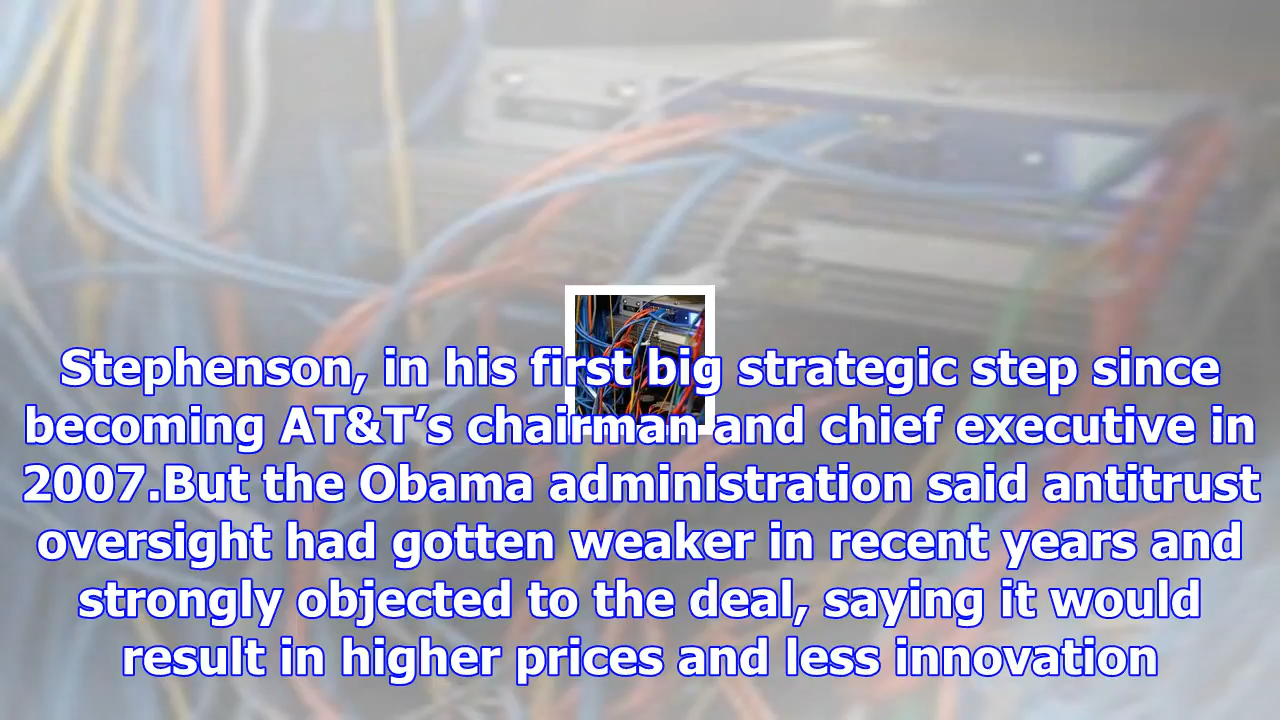 Stephenson, in his first big strategic step since
becoming AT&T’s chairman and chief executive in
2007.But the Obama administration said antitrust
oversight had gotten weaker in recent years and
strongly objected to the deal, saying it would
result in higher prices and less innovation